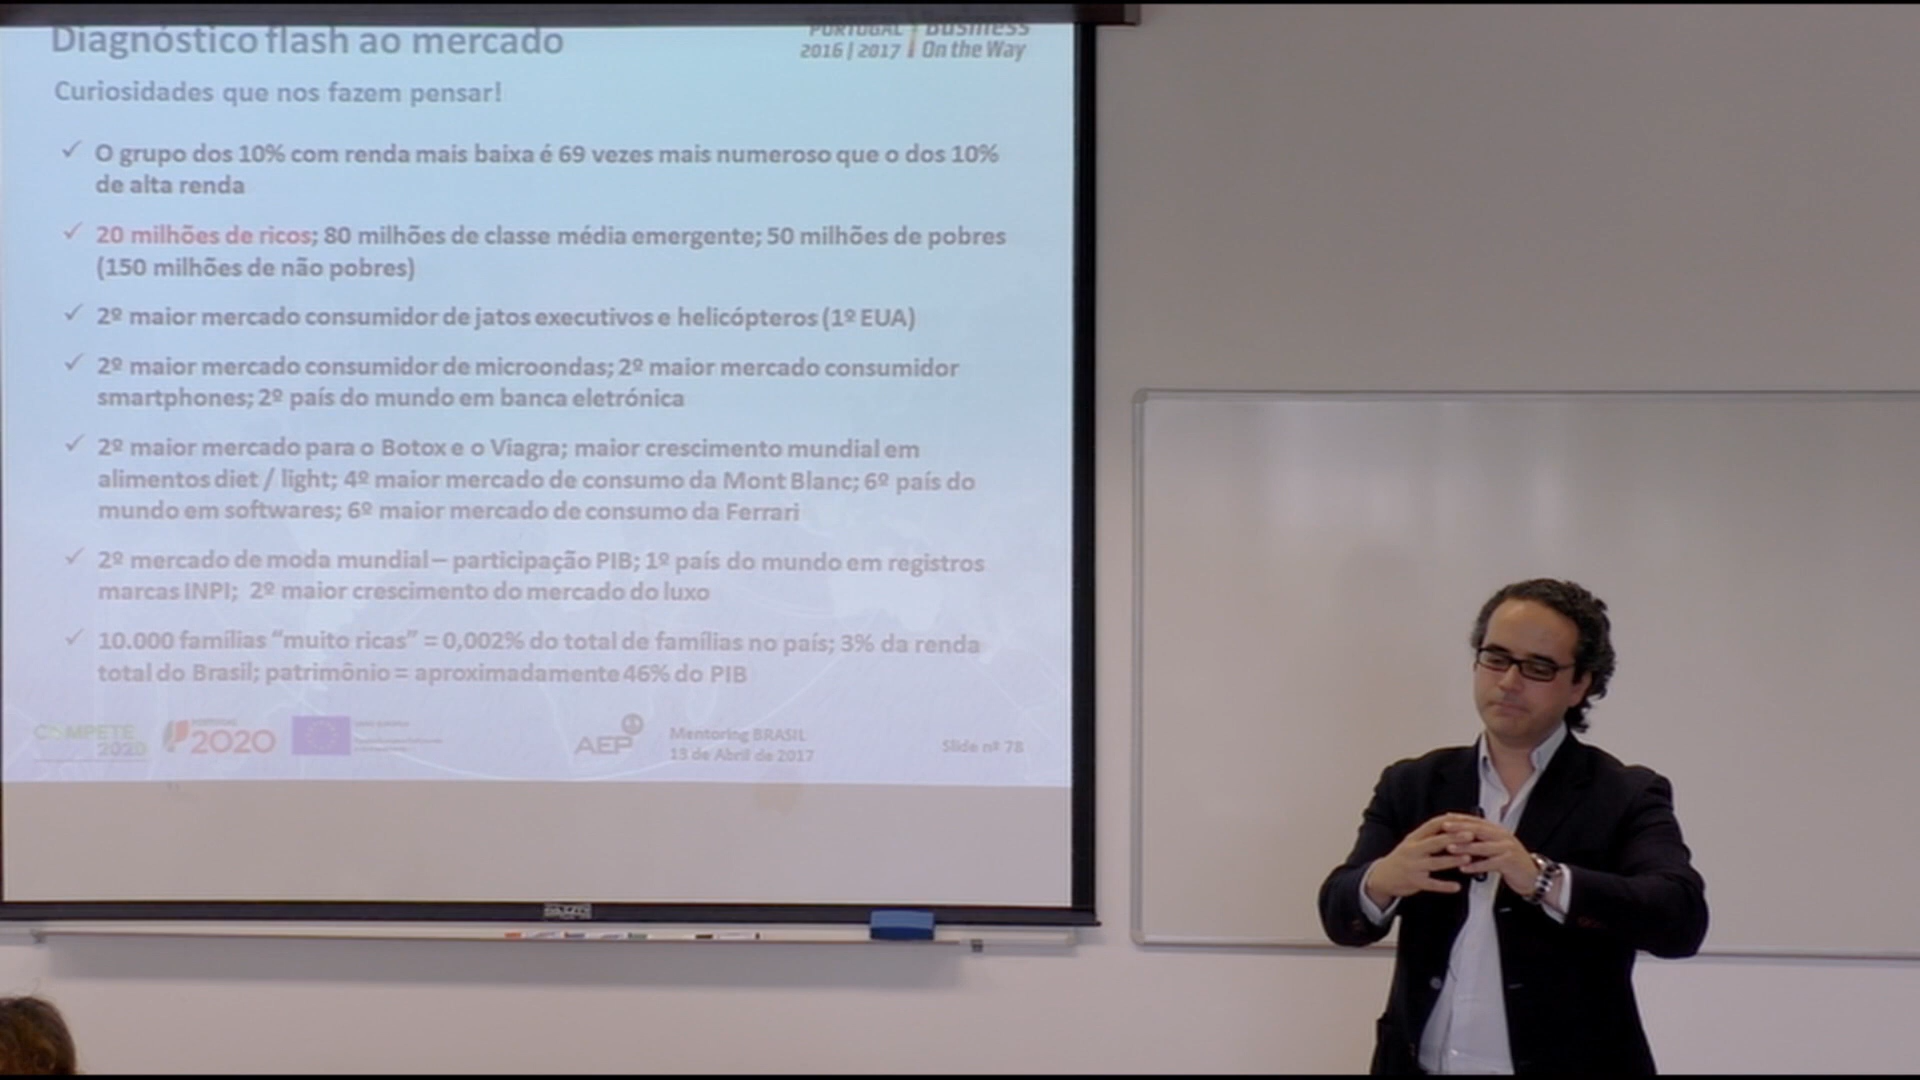 Diagnóstico flash ao mercado
PORTUGAL Business
2016 | 2017 On the Way
Curiosidades que nos fazem pensar!
✓ O grupo dos 10% com renda mais baixa é 69 vezes mais numeroso que o dos 10%
de alta renda
✓ 20 milhões de ricos; 80 milhões de classe média emergente; 50 milhões de pobres
(150 milhões de não pobres)
✓ 2º maior mercado consumidor de jatos executivos e helicópteros (1º EUA)
✓ 2º maior mercado consumidor de microondas; 2º maior mercado consumidor
smartphones; 2º país do mundo em banca eletrónica
✓ 2º maior mercado para o Botox e o Viagra; maior crescimento mundial em
alimentos diet / light; 4º maior mercado de consumo da Mont Blanc; 6º país do
mundo em softwares; 6º maior mercado de consumo da Ferrari
✓ 2º mercado de moda mundial – participação PIB; 1º país do mundo em registros
marcas INPI; 2º maior crescimento do mercado do luxo
✓ 10.000 famílias “muito ricas” = 0,002% do total de famílias no país; 3% da renda
total do Brasil; patrimônio = aproximadamente 46% do PIB
COMPETE
2020
PORTUGAL
2020
AEP
Mentoring BRASIL
13 de Abril de 2017
Slide nº 78